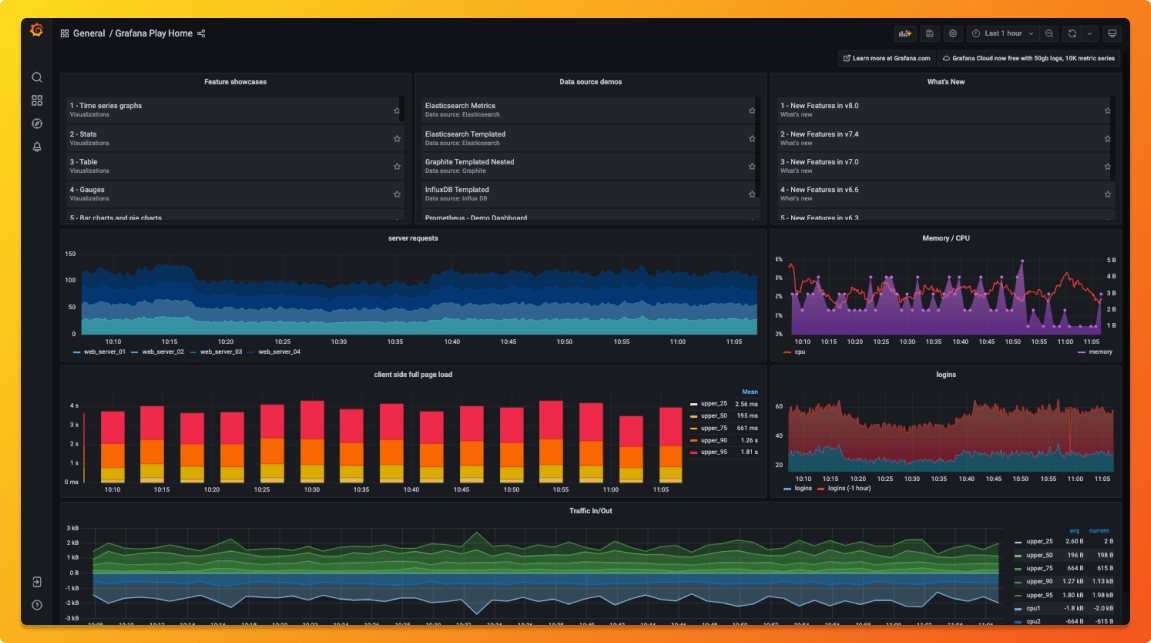 General / Grafana Play Home
Last 1 hour
Learn more at Grafana.com
Grafana Cloud now free with 50gb logs, 10K metric series
Feature showcases
1 - Time series graphs
Visualizations
2 - Stats
Visualizations
3 - Table
Visualizations
4 - Gauges
Visualizations
5 - Bar charts and pie charts
Data source demos
Elasticsearch Metrics
Data source: Elasticsearch
Elasticsearch Templated
Data source: Elasticsearch
Graphite Templated Nested
Data source: Graphite
InfluxDB Templated
Data source: Influx DB
Prometheus - Demo Dashboard
What's New
1 - New Features in v8.0
What's new
2 - New Features in v7.4
What's new
3 - New Features in v7.0
What's new
4 - New Features in v6.6
What's new
5 - New Features in v6.3
server requests
150
100
50
0
10:10 10:15 10:20 10:25 10:30 10:35 10:40 10:45 10:50 10:55 11:00 11:05
web_server_01 web_server_02 web_server_03 web_server_04
Memory / CPU
5 B
4 B
3 B
2 B
1 B
10:10 10:15 10:20 10:25 10:30 10:35 10:40 10:45 10:50 10:55 11:00 11:05
cpu memory
client side full page load
4 s
3 s
2 s
1 s
0 ms
10:10 10:15 10:20 10:25 10:30 10:35 10:40 10:45 10:50 10:55 11:00 11:05
Mean
upper_25 2.56 ms
upper_50 195 ms
upper_75 661 ms
upper_90 1.26 s
upper_95 1.81 s
logins
60
40
20
10:10 10:15 10:20 10:25 10:30 10:35 10:40 10:45 10:50 10:55 11:00 11:05
logins logins (-1 hour)
Traffic In/Out
3 kB
2 kB
1 kB
0 B
-1 kB
-2 kB
-3 kB
avg current
upper_25 2.60 B 2 B
upper_50 196 B 198 B
upper_75 664 B 615 B
upper_90 1.27 kB 1.13 kB
upper_95 1.80 kB 1.98 kB
cpu1 -1.8 kB -2.0 kB
cpu2 -664 B -615 B